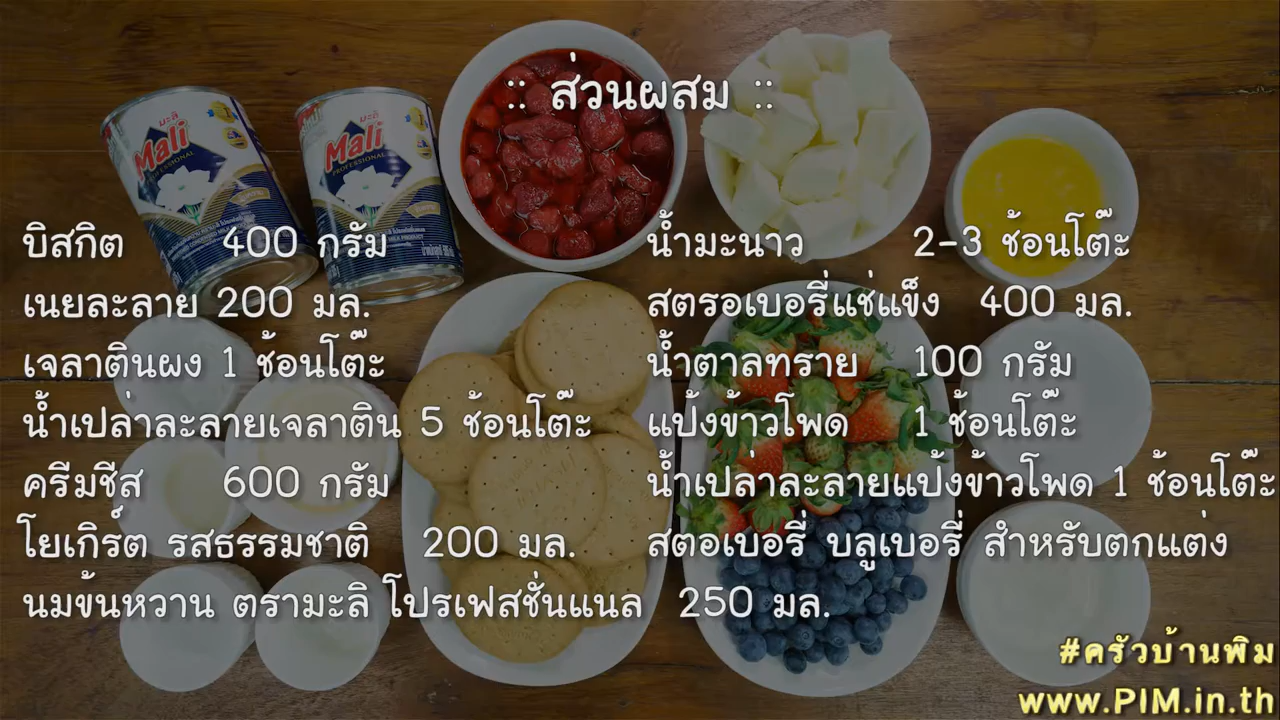 :: ส่วนผสม ::
มะลิ
Mali
PROFESSIONAL
มะลิ
Mali
PROFESSIONAL
บิสกิต 400 กรัม
เนยละลาย 200 มล.
เจลาตินผง 1 ช้อนโต๊ะ
น้ำเปล่าละลายเจลาติน 5 ช้อนโต๊ะ
ครีมชีส 600 กรัม
โยเกิร์ต รสธรรมชาติ 200 มล.
นมข้นหวาน ตรามะลิ โปรเฟสชั่นแนล 250 มล.
น้ำมะนาว 2-3 ช้อนโต๊ะ
สตรอเบอรี่แช่แข็ง 400 มล.
น้ำตาลทราย 100 กรัม
แป้งข้าวโพด 1 ช้อนโต๊ะ
น้ำเปล่าละลายแป้งข้าวโพด 1 ช้อนโต๊ะ
สตอเบอรี่ บลูเบอรี่ สำหรับตกแต่ง
#ครัวบ้านพิม
www.PIM.in.th